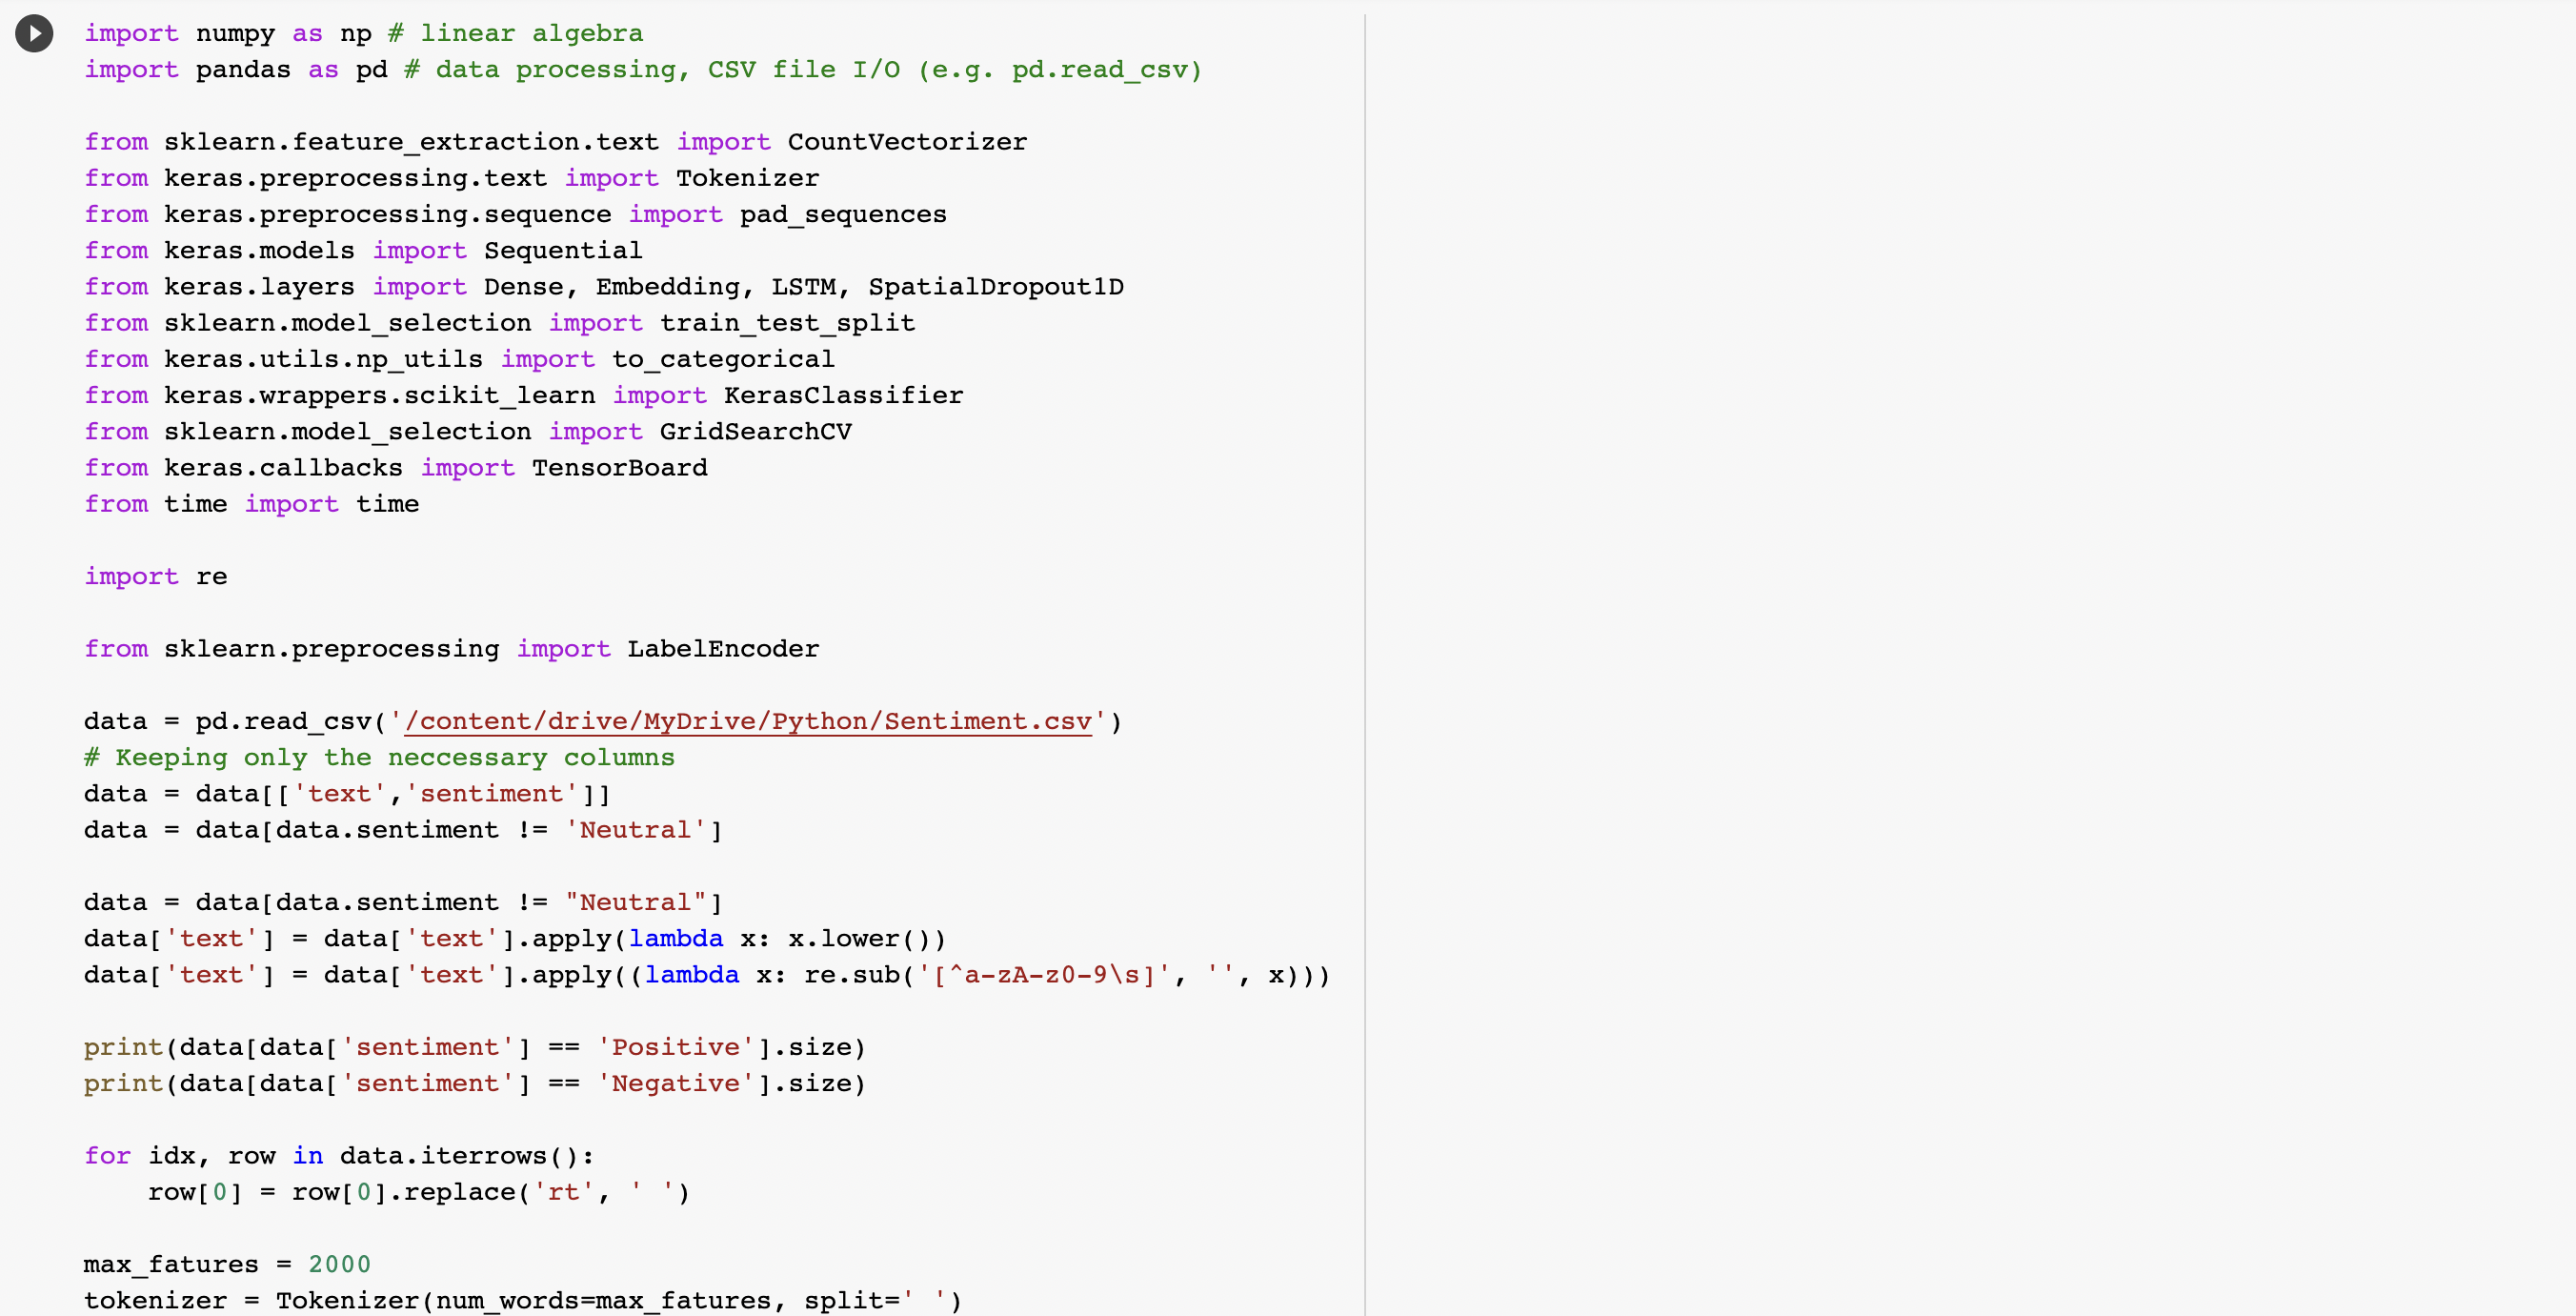 import numpy as np # linear algebra
import pandas as pd # data processing, CSV file I/O (e.g. pd.read_csv)
from sklearn.feature_extraction.text import CountVectorizer
from keras.preprocessing.text import Tokenizer
from keras.preprocessing.sequence import pad_sequences
from keras.models import Sequential
from keras.layers import Dense, Embedding, LSTM, SpatialDropout1D
from sklearn.model_selection import train_test_split
from keras.utils.np_utils import to_categorical
from keras.wrappers.scikit_learn import KerasClassifier
from sklearn.model_selection import GridSearchCV
from keras.callbacks import TensorBoard
from time import time
import re
from sklearn.preprocessing import LabelEncoder
data = pd.read_csv('/content/drive/MyDrive/Python/Sentiment.csv')
# Keeping only the neccessary columns
data = data[['text','sentiment']]
data = data[data.sentiment != 'Neutral']
data = data[data.sentiment != "Neutral"]
data['text'] = data['text'].apply(lambda x: x.lower())
data['text'] = data['text'].apply((lambda x: re.sub('[^a-zA-z0-9\s]', '', x)))
print(data[data['sentiment'] == 'Positive'].size)
print(data[data['sentiment'] == 'Negative'].size)
for idx, row in data.iterrows():
    row[0] = row[0].replace('rt', ' ')
max_fatures = 2000
tokenizer = Tokenizer(num_words=max_fatures, split=' ')